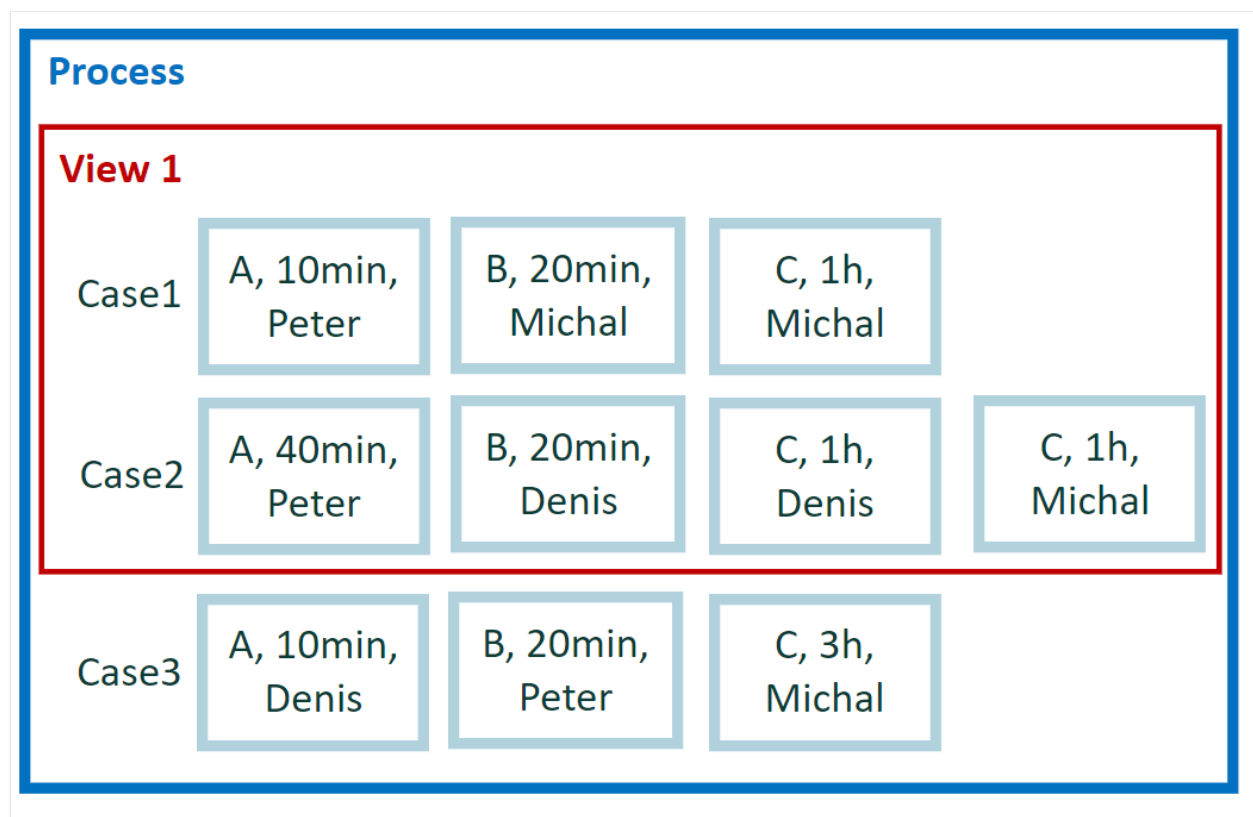 Process
View 1
Case1
A, 10min,
Peter
B, 20min,
Michal
C, 1h,
Michal
Case2
A, 40min,
Peter
B, 20min,
Denis
C, 1h,
Denis
C, 1h,
Michal
Case3
A, 10min,
Denis
B, 20min,
Peter
C, 3h,
Michal